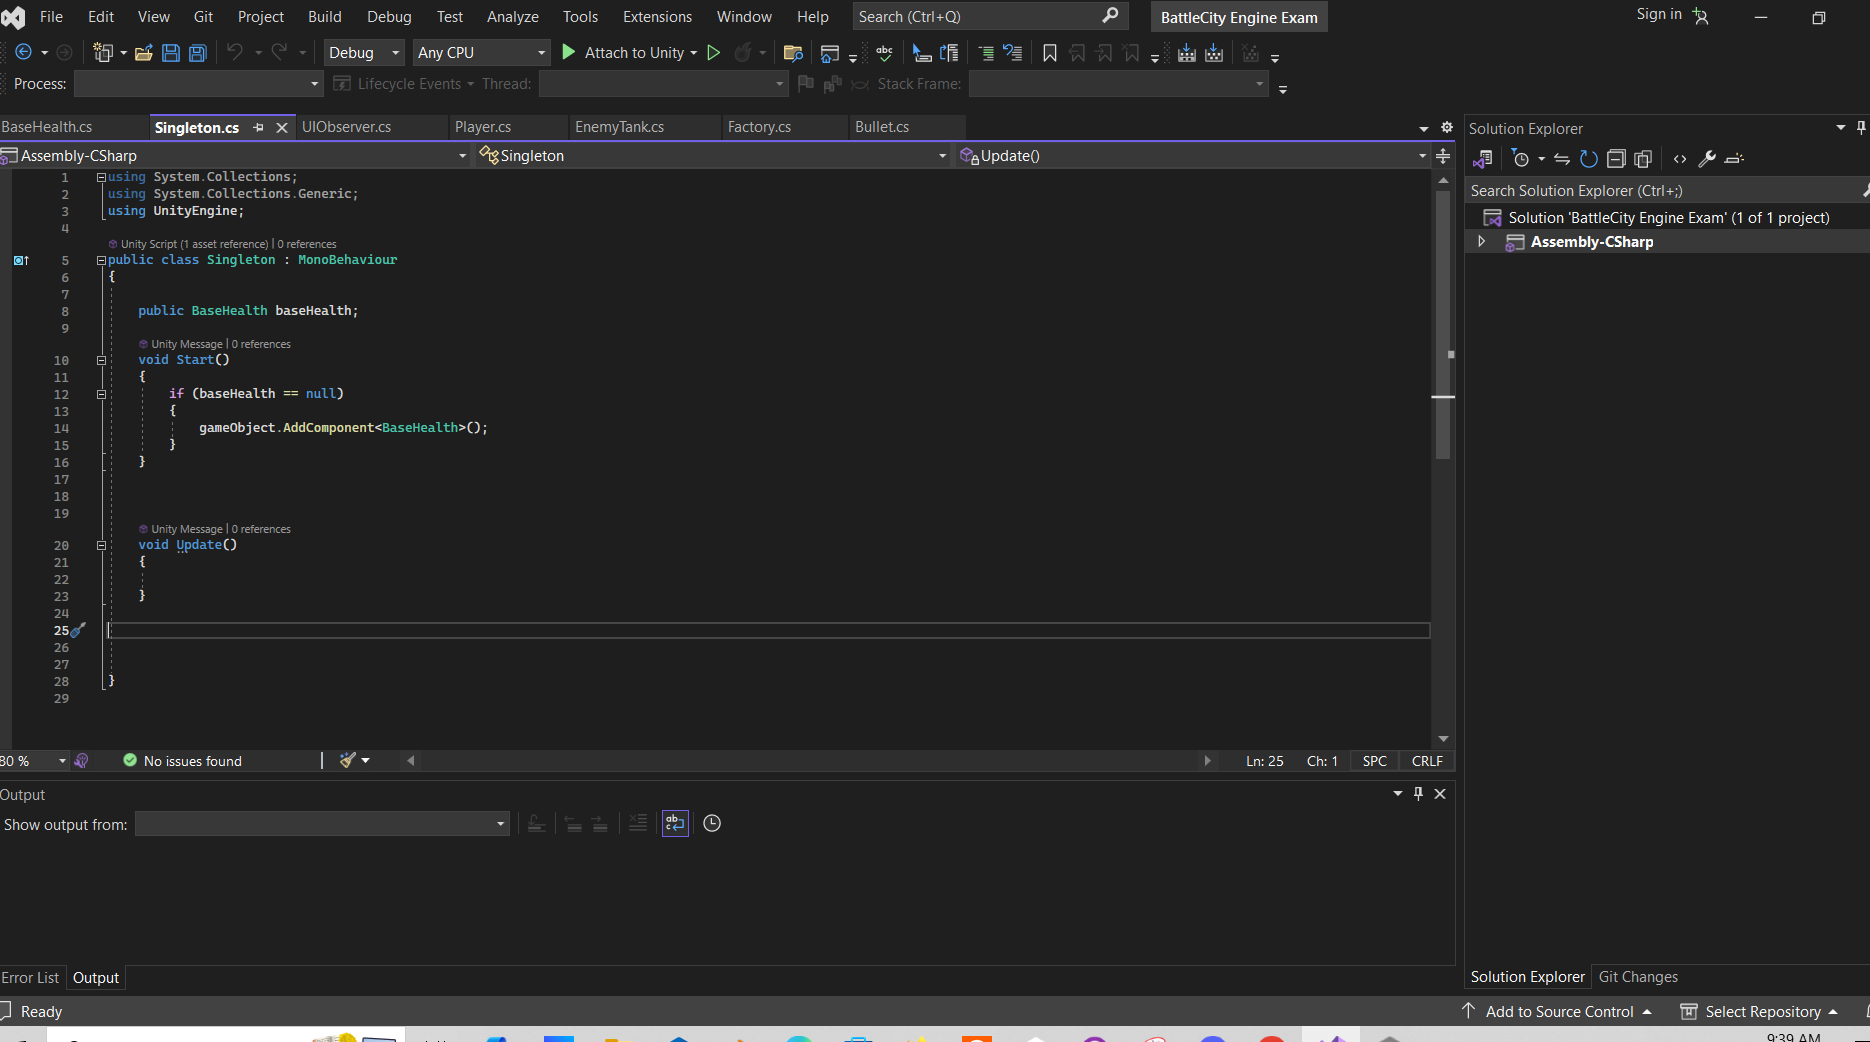 File Edit View Git Project Build Debug Test Analyze Tools Extensions Window Help Search (Ctrl+Q) BattleCity Engine Exam Sign in
Debug Any CPU Attach to Unity
Process: Lifecycle Events Thread: Stack Frame:
BaseHealth.cs Singleton.cs UIObserver.cs Player.cs EnemyTank.cs Factory.cs Bullet.cs
Assembly-CSharp Singleton Update()
1 using System.Collections;
2 using System.Collections.Generic;
3 using UnityEngine;
4
Unity Script (1 asset reference) | 0 references
5 public class Singleton : MonoBehaviour
6 {
7
8 public BaseHealth baseHealth;
9
Unity Message | 0 references
10 void Start()
11 {
12 if (baseHealth == null)
13 {
14 gameObject.AddComponent<BaseHealth>();
15 }
16 }
17
18
19
Unity Message | 0 references
20 void Update()
21 {
22
23 }
24
25
26
27
28 }
29
80 % No issues found Ln: 25 Ch: 1 SPC CRLF
Output
Show output from:
Error List Output
Solution Explorer
Search Solution Explorer (Ctrl+;)
Solution 'BattleCity Engine Exam' (1 of 1 project)
Assembly-CSharp
Solution Explorer Git Changes
Ready Add to Source Control Select Repository
9:39 AM